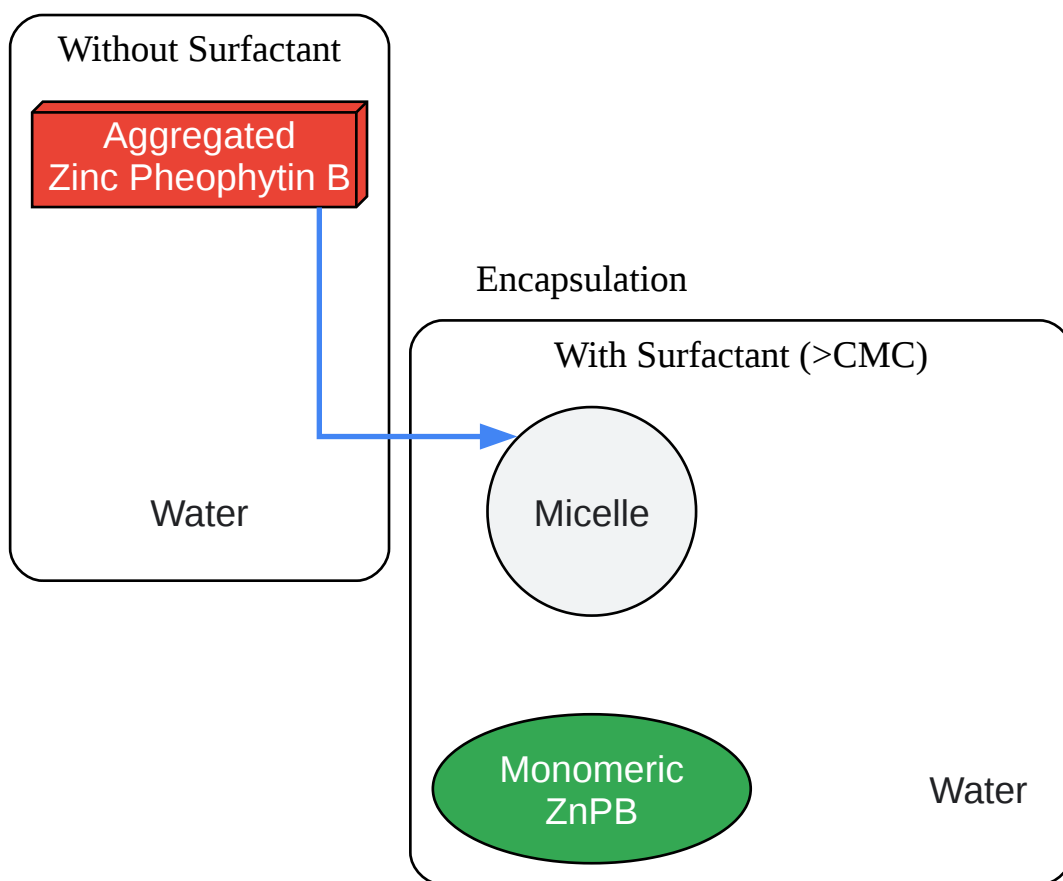 Without Surfactant
Aggregated
Zinc Pheophytin B
Water
Encapsulation
With Surfactant (>CMC)
Micelle
Monomeric
ZnPB
Water